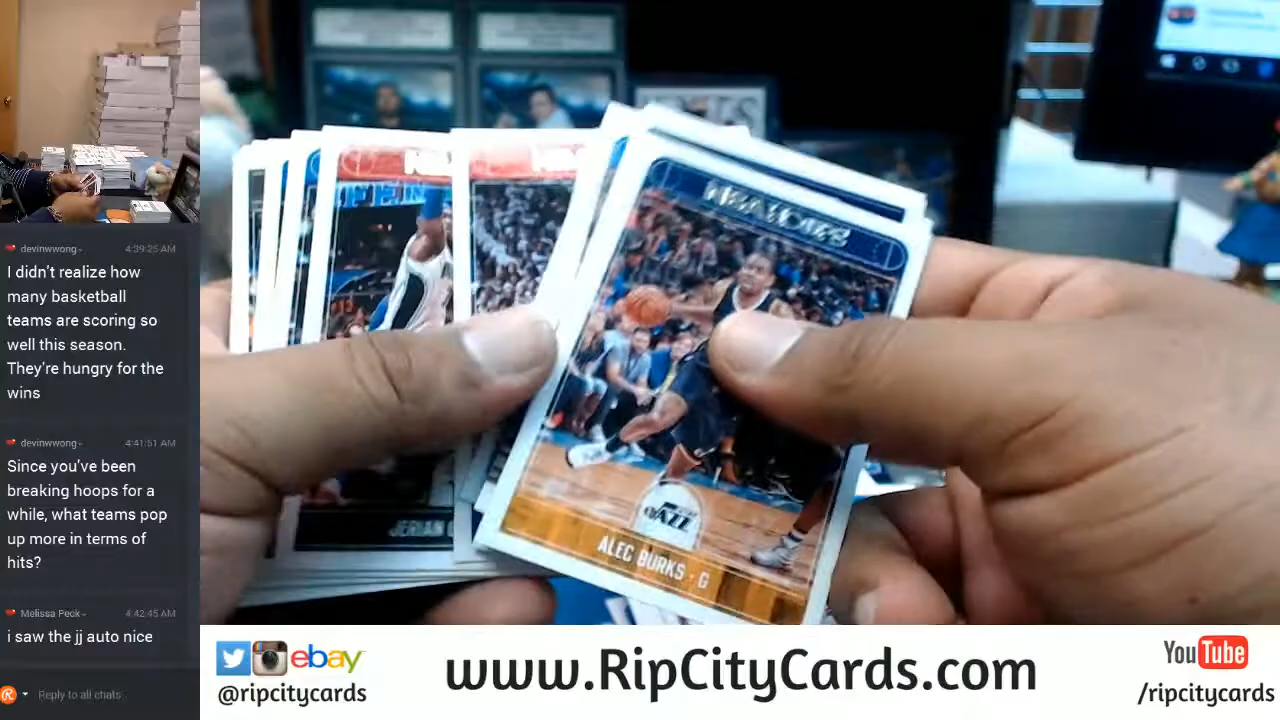 devinwwong
4:39:25 AM
I didn't realize how
many basketball
teams are scoring so
well this season.
They're hungry for the
wins
devinwwong
4:41:51 AM
Since you've been
breaking hoops for a
while, what teams pop
up more in terms of
hits?
Melissa Peck
4:42:45 AM
i saw the jj auto nice
Reply to all chats
NBA HOOPS
JAZZ
ALEC BURKS - G
JERIAN
ebay
@ripcitycards
www.RipCityCards.com
YouTube
/ripcitycards